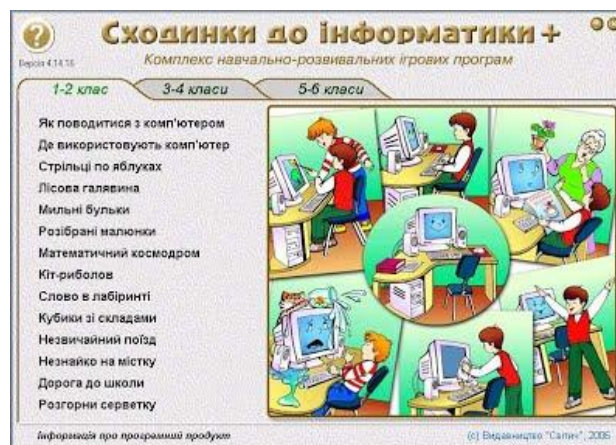 Сходинки до інформатики +
Версія 4.14.16
Комплекс навчально-розвивальних ігрових програм
1-2 клас
3-4 класи
5-6 класи
Як поводитися з комп'ютером
Де використовують комп'ютер
Стрільці по яблуках
Лісова галявина
Мильні бульки
Розібрані малюнки
Математичний космодром
Кіт-риболов
Слово в лабіринті
Кубики зі складами
Незвичайний поїзд
Незнайко на містку
Дорога до школи
Розгорни серветку
Інформація про програмний продукт
(c) Видавництво